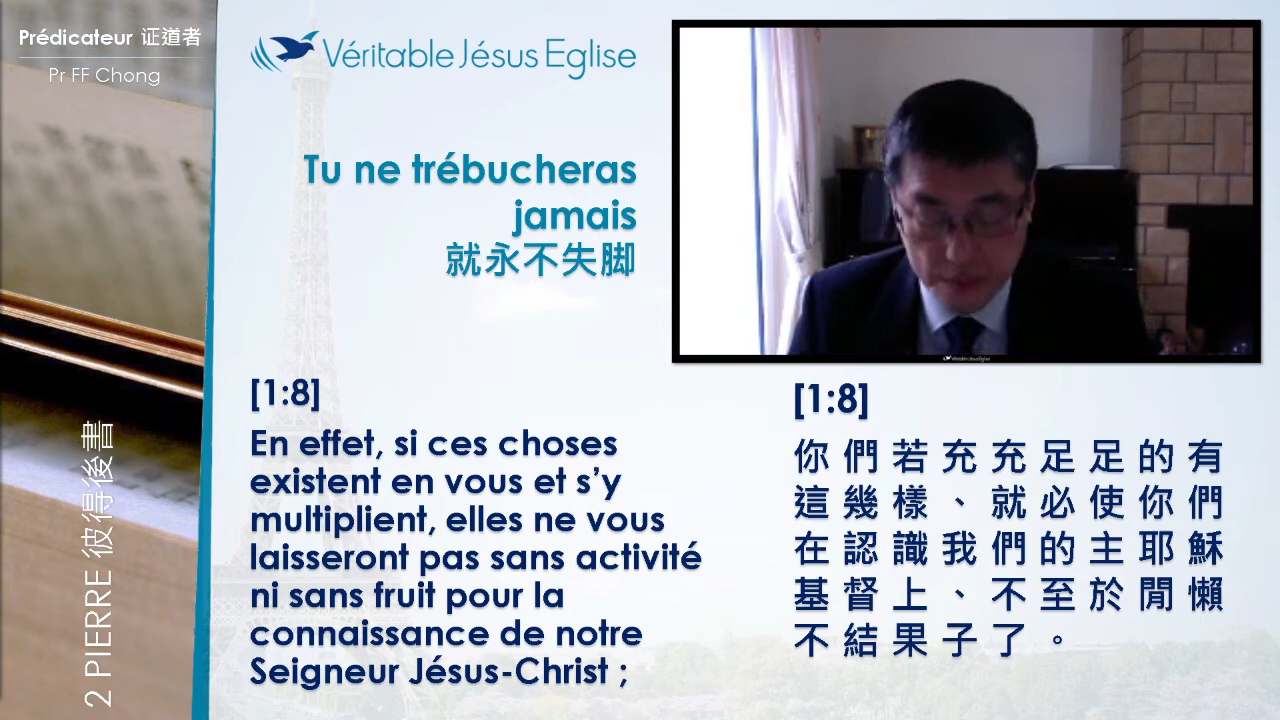 Prédicateur 证道者
Pr FF Chong
Véritable Jésus Eglise
Tu ne trébucheras
jamais
就永不失脚
[1:8]
En effet, si ces choses
existent en vous et s’y
multiplient, elles ne vous
laisseront pas sans activité
ni sans fruit pour la
connaissance de notre
Seigneur Jésus-Christ ;
[1:8]
你們若充充足足的有
這幾樣、就必使你們
在認識我們的主耶穌
基督上、不至於閒懶
不結果子了。
2 PIERRE 彼得後書
Véritable Jésus Eglise